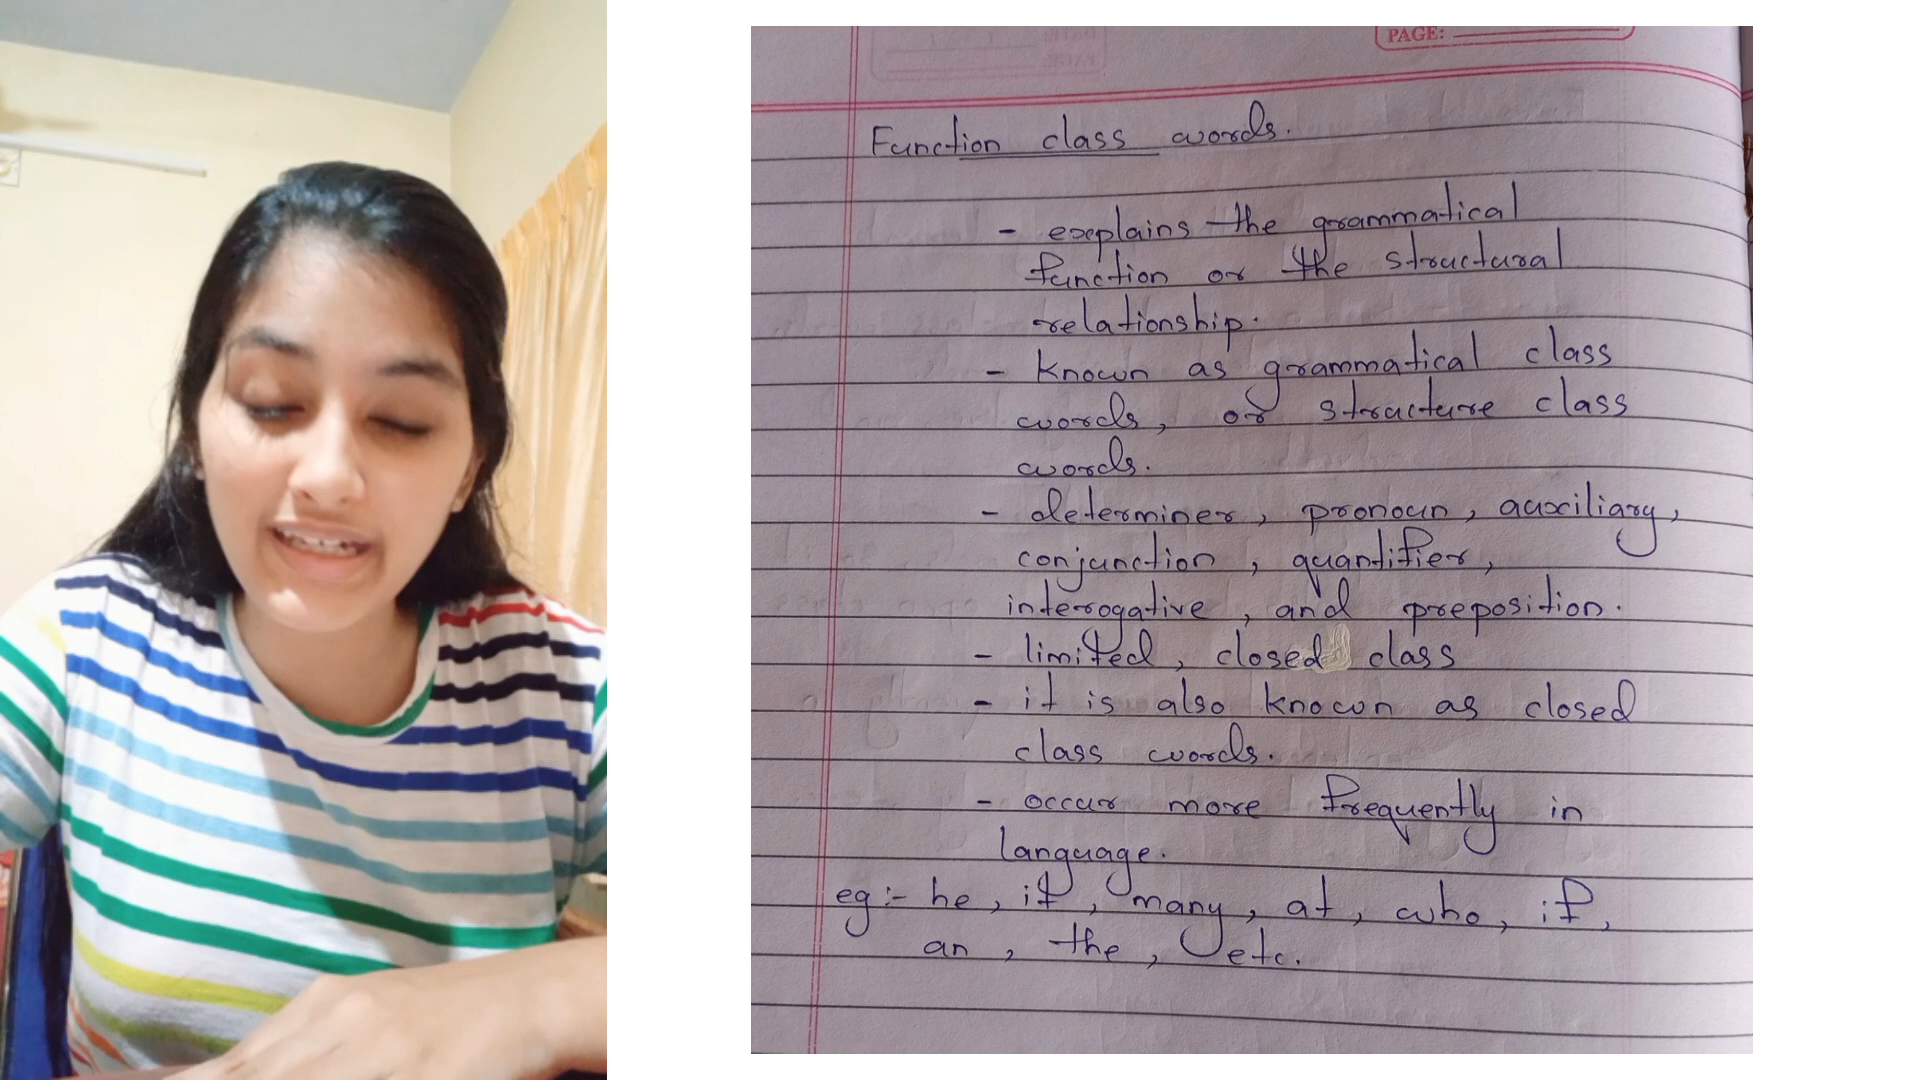 PAGE:
Function class words.
- explains the grammatical
function or the structural
relationship.
- known as grammatical class
words, or structure class
words.
- determiner, pronoun, auxiliary,
conjunction, quantifier,
interogative, and preposition.
- limited, closed class
- it is also known as closed
class words.
- occur more frequently in
language.
eg:- he, it, many, at, who, if,
an, the, etc.